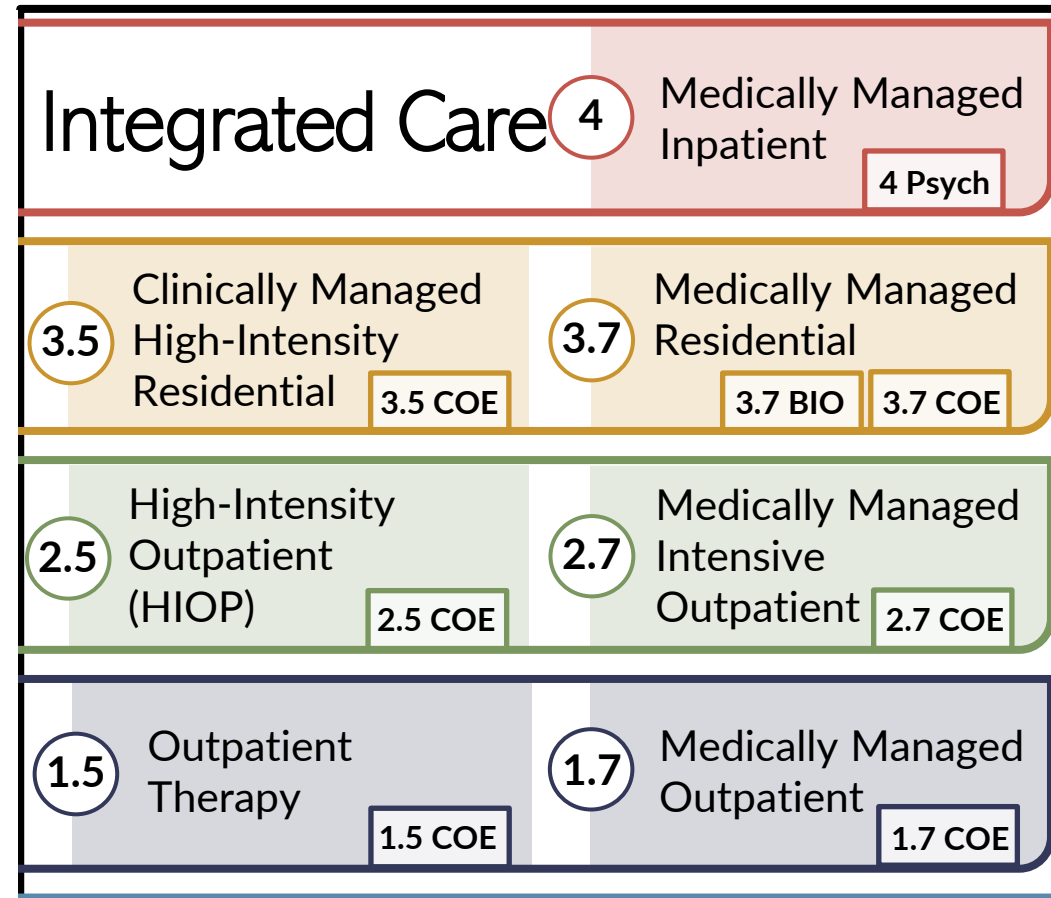 Integrated Care
4
Medically Managed
Inpatient
4 Psych
3.5
Clinically Managed
High-Intensity
Residential
3.5 COE
3.7
Medically Managed
Residential
3.7 BIO
3.7 COE
2.5
High-Intensity
Outpatient
(HIOP)
2.5 COE
2.7
Medically Managed
Intensive
Outpatient
2.7 COE
1.5
Outpatient
Therapy
1.5 COE
1.7
Medically Managed
Outpatient
1.7 COE